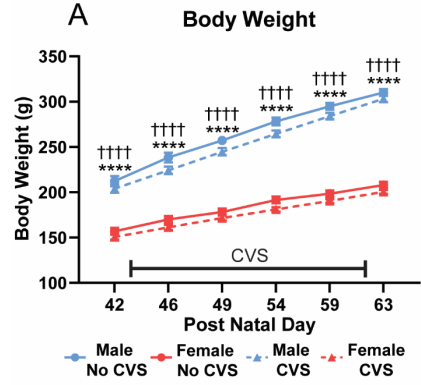 A
Body Weight
Body Weight (g)
350
300
250
200
150
100
††††
****
††††
****
††††
****
††††
****
††††
****
††††
****
CVS
42 46 49 54 59 63
Post Natal Day
Male No CVS
Female No CVS
Male CVS
Female CVS